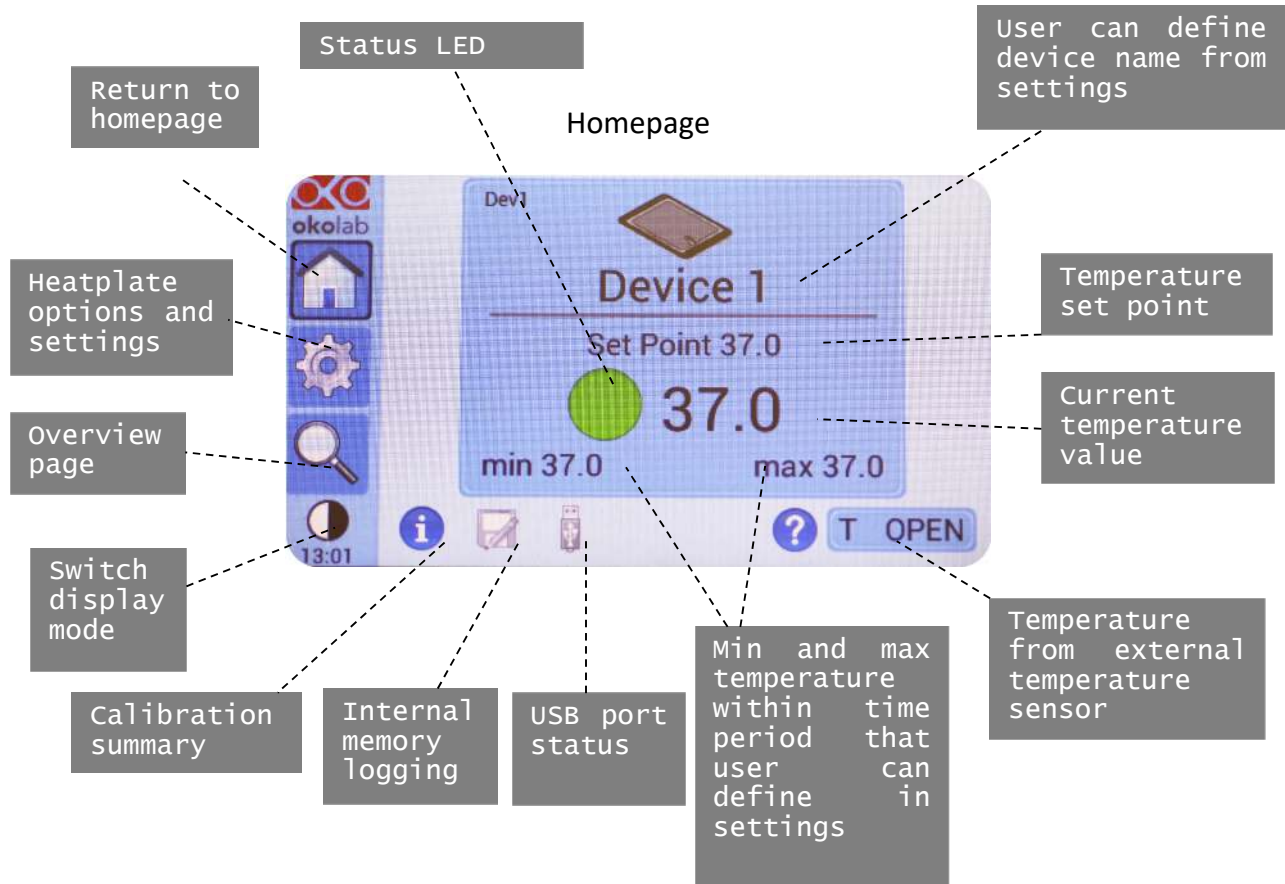 Status LED
User can define
device name from
settings
Return to
homepage
Homepage
okolab
Dev1
Device 1
Heatplate
options and
settings
Temperature
set point
Set Point 37.0
37.0
Current
temperature
value
Overview
page
min 37.0
max 37.0
13:01
i
?
T OPEN
Switch
display
mode
Calibration
summary
Internal
memory
logging
USB port
status
Min and max
temperature
within time
period that
user can
define in
settings
Temperature
from external
temperature
sensor